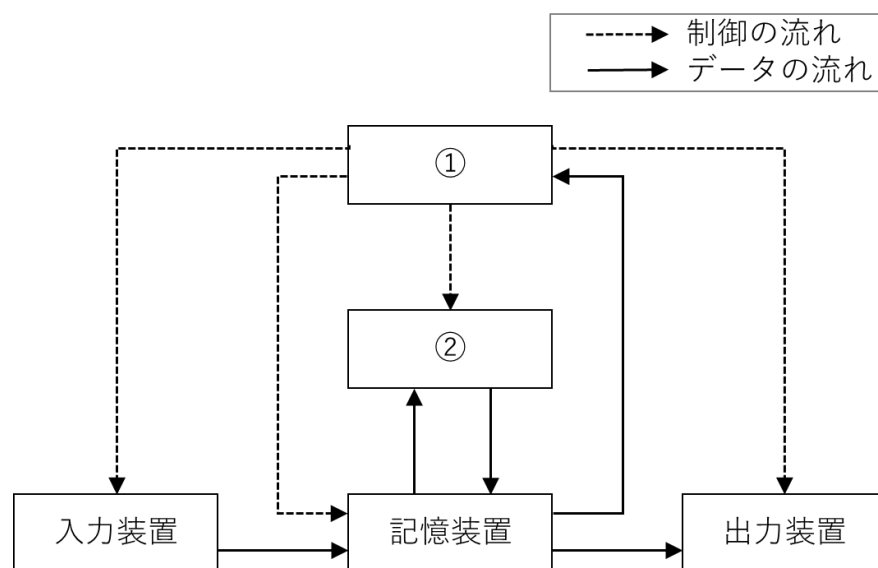 制御の流れ
データの流れ
①
②
入力装置
記憶装置
出力装置